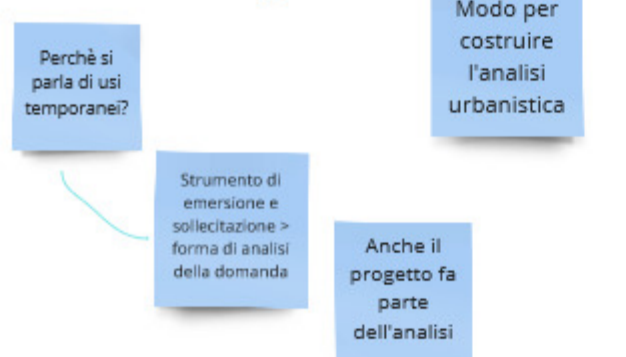 Perchè si
parla di usi
temporanei?
Modo per
costruire
l'analisi
urbanistica
Strumento di
emersione e
sollecitazione >
forma di analisi
della domanda
Anche il
progetto fa
parte
dell'analisi